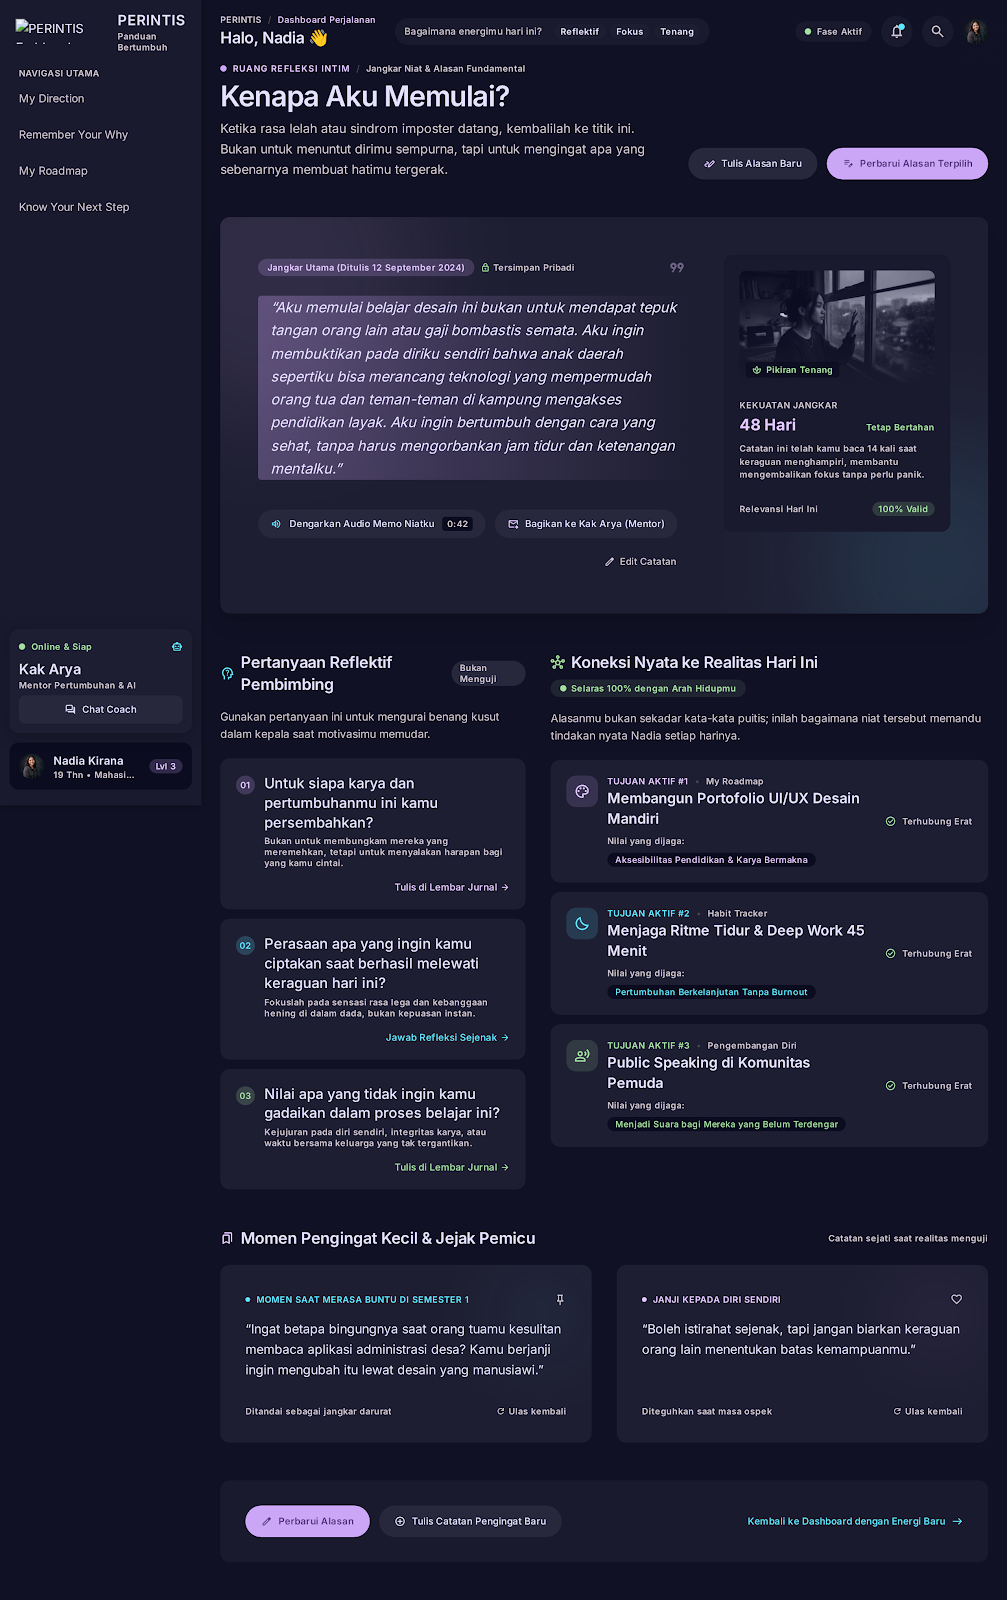 PERINTIS
PERINTIS
Panduan
Bertumbuh
NAVIGASI UTAMA
My Direction
Remember Your Why
My Roadmap
Know Your Next Step
Online & Siap
Kak Arya
Mentor Pertumbuhan & AI
Chat Coach
Nadia Kirana
19 Thn • Mahasi...
Lvl 3
PERINTIS / Dashboard Perjalanan
Halo, Nadia 👋
Bagaimana energimu hari ini? Reflektif Fokus Tenang
Fase Aktif
RUANG REFLEKSI INTIM / Jangkar Niat & Alasan Fundamental
Kenapa Aku Memulai?
Ketika rasa lelah atau sindrom imposter datang, kembalilah ke titik ini.
Bukan untuk menuntut dirimu sempurna, tapi untuk mengingat apa yang
sebenarnya membuat hatimu tergerak.
Tulis Alasan Baru
Perbarui Alasan Terpilih
Jangkar Utama (Ditulis 12 September 2024)
Tersimpan Pribadi
“Aku memulai belajar desain ini bukan untuk mendapat tepuk
tangan orang lain atau gaji bombastis semata. Aku ingin
membuktikan pada diriku sendiri bahwa anak daerah
sepertiku bisa merancang teknologi yang mempermudah
orang tua dan teman-teman di kampung mengakses
pendidikan layak. Aku ingin bertumbuh dengan cara yang
sehat, tanpa harus mengorbankan jam tidur dan ketenangan
mentalku.”
Dengarkan Audio Memo Niatku 0:42
Bagikan ke Kak Arya (Mentor)
Edit Catatan
Pikiran Tenang
KEKUATAN JANGKAR
48 Hari
Tetap Bertahan
Catatan ini telah kamu baca 14 kali saat
keraguan menghampiri, membantu
mengembalikan fokus tanpa perlu panik.
Relevansi Hari Ini
100% Valid
Pertanyaan Reflektif
Pembimbing
Bukan
Menguji
Gunakan pertanyaan ini untuk mengurai benang kusut
dalam kepala saat motivasimu memudar.
01
Untuk siapa karya dan
pertumbuhanmu ini kamu
persembahkan?
Bukan untuk membungkam mereka yang
meremehkan, tetapi untuk menyalakan harapan bagi
yang kamu cintai.
Tulis di Lembar Jurnal →
02
Perasaan apa yang ingin kamu
ciptakan saat berhasil melewati
keraguan hari ini?
Fokuslah pada sensasi rasa lega dan kebanggaan
hening di dalam dada, bukan kepuasan instan.
Jawab Refleksi Sejenak →
03
Nilai apa yang tidak ingin kamu
gadaikan dalam proses belajar ini?
Kejujuran pada diri sendiri, integritas karya, atau
waktu bersama keluarga yang tak tergantikan.
Tulis di Lembar Jurnal →
Koneksi Nyata ke Realitas Hari Ini
Selaras 100% dengan Arah Hidupmu
Alasanmu bukan sekadar kata-kata puitis; inilah bagaimana niat tersebut memandu
tindakan nyata Nadia setiap harinya.
TUJUAN AKTIF #1 • My Roadmap
Membangun Portofolio UI/UX Desain
Mandiri
Nilai yang dijaga:
Aksesibilitas Pendidikan & Karya Bermakna
Terhubung Erat
TUJUAN AKTIF #2 • Habit Tracker
Menjaga Ritme Tidur & Deep Work 45
Menit
Nilai yang dijaga:
Pertumbuhan Berkelanjutan Tanpa Burnout
Terhubung Erat
TUJUAN AKTIF #3 • Pengembangan Diri
Public Speaking di Komunitas
Pemuda
Nilai yang dijaga:
Menjadi Suara bagi Mereka yang Belum Terdengar
Terhubung Erat
Momen Pengingat Kecil & Jejak Pemicu
Catatan sejati saat realitas menguji
MOMEN SAAT MERASA BUNTU DI SEMESTER 1
“Ingat betapa bingungnya saat orang tuamu kesulitan
membaca aplikasi administrasi desa? Kamu berjanji
ingin mengubah itu lewat desain yang manusiawi.”
Ditandai sebagai jangkar darurat
Ulas kembali
JANJI KEPADA DIRI SENDIRI
“Boleh istirahat sejenak, tapi jangan biarkan keraguan
orang lain menentukan batas kemampuanmu.”
Diteguhkan saat masa ospek
Ulas kembali
Perbarui Alasan
Tulis Catatan Pengingat Baru
Kembali ke Dashboard dengan Energi Baru →